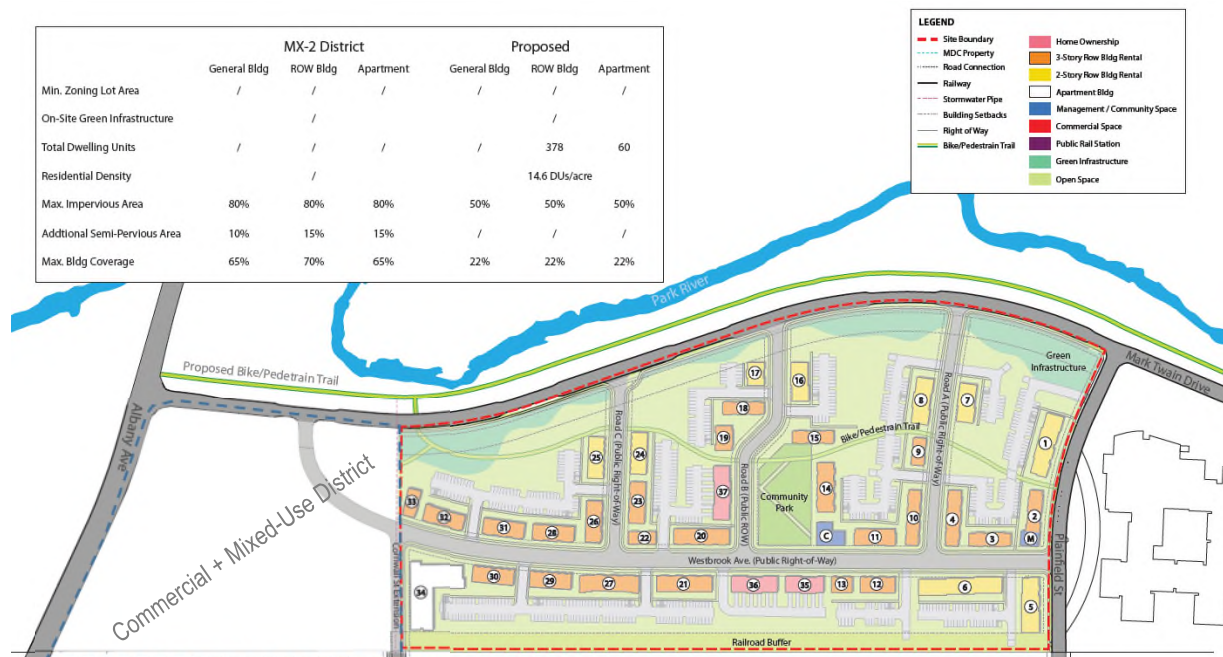 MX-2 District Proposed
General Bldg ROW Bldg Apartment General Bldg ROW Bldg Apartment
Min. Zoning Lot Area / / / / / /
On-Site Green Infrastructure / /
Total Dwelling Units / / / / 378 60
Residential Density / 14.6 DUs/acre
Max. Impervious Area 80% 80% 80% 50% 50% 50%
Addtional Semi-Pervious Area 10% 15% 15% / / /
Max. Bldg Coverage 65% 70% 65% 22% 22% 22%
LEGEND
Site Boundary
MDC Property
Road Connection
Railway
Stormwater Pipe
Building Setbacks
Right of Way
Bike/Pedestrain Trail
Home Ownership
3-Story Row Bldg Rental
2-Story Row Bldg Rental
Apartment Bldg
Management / Community Space
Commercial Space
Public Rail Station
Green Infrastructure
Open Space
Park River
Proposed Bike/Pedetrain Trail
Albany Ave
Mark Twain Drive
Green
Infrastructure
Commercial + Mixed-Use District
Cornwall St Extension
Road C (Public Right-of-Way)
Road B (Public ROW)
Road A (Public Right-of-Way)
Bike/Pedestrain Trail
Community
Park
Westbrook Ave. (Public Right-of-Way)
Plainfield St
Railroad Buffer
17
16
8
7
18
15
1
25
24
19
9
37
14
33
32
31
28
26
23
22
20
C
11
10
4
3
2
M
34
30
29
27
21
36
35
13
12
6
5